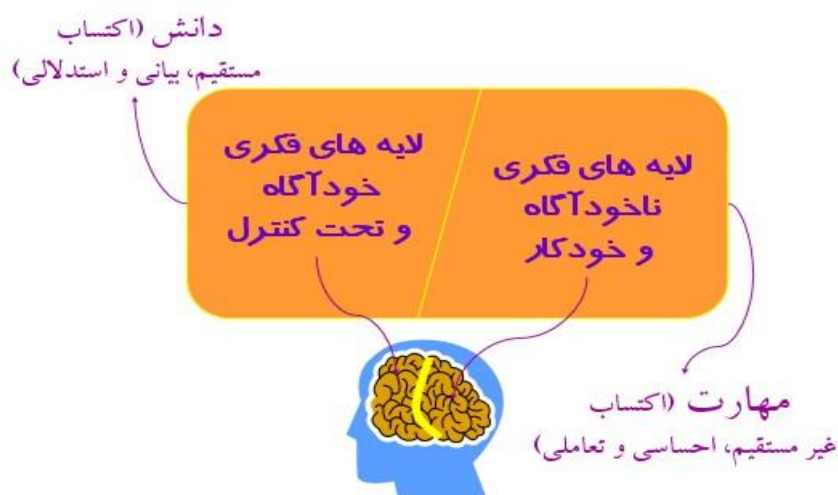 دانش (اکتساب
مستقیم، بیانی و استدلالی)
لایه های فکری
خودآگاه
و تحت کنترل
لایه های فکری
ناخودآگاه
و خودکار
مهارت (اکتساب
غیر مستقیم، احساسی و تعاملی)